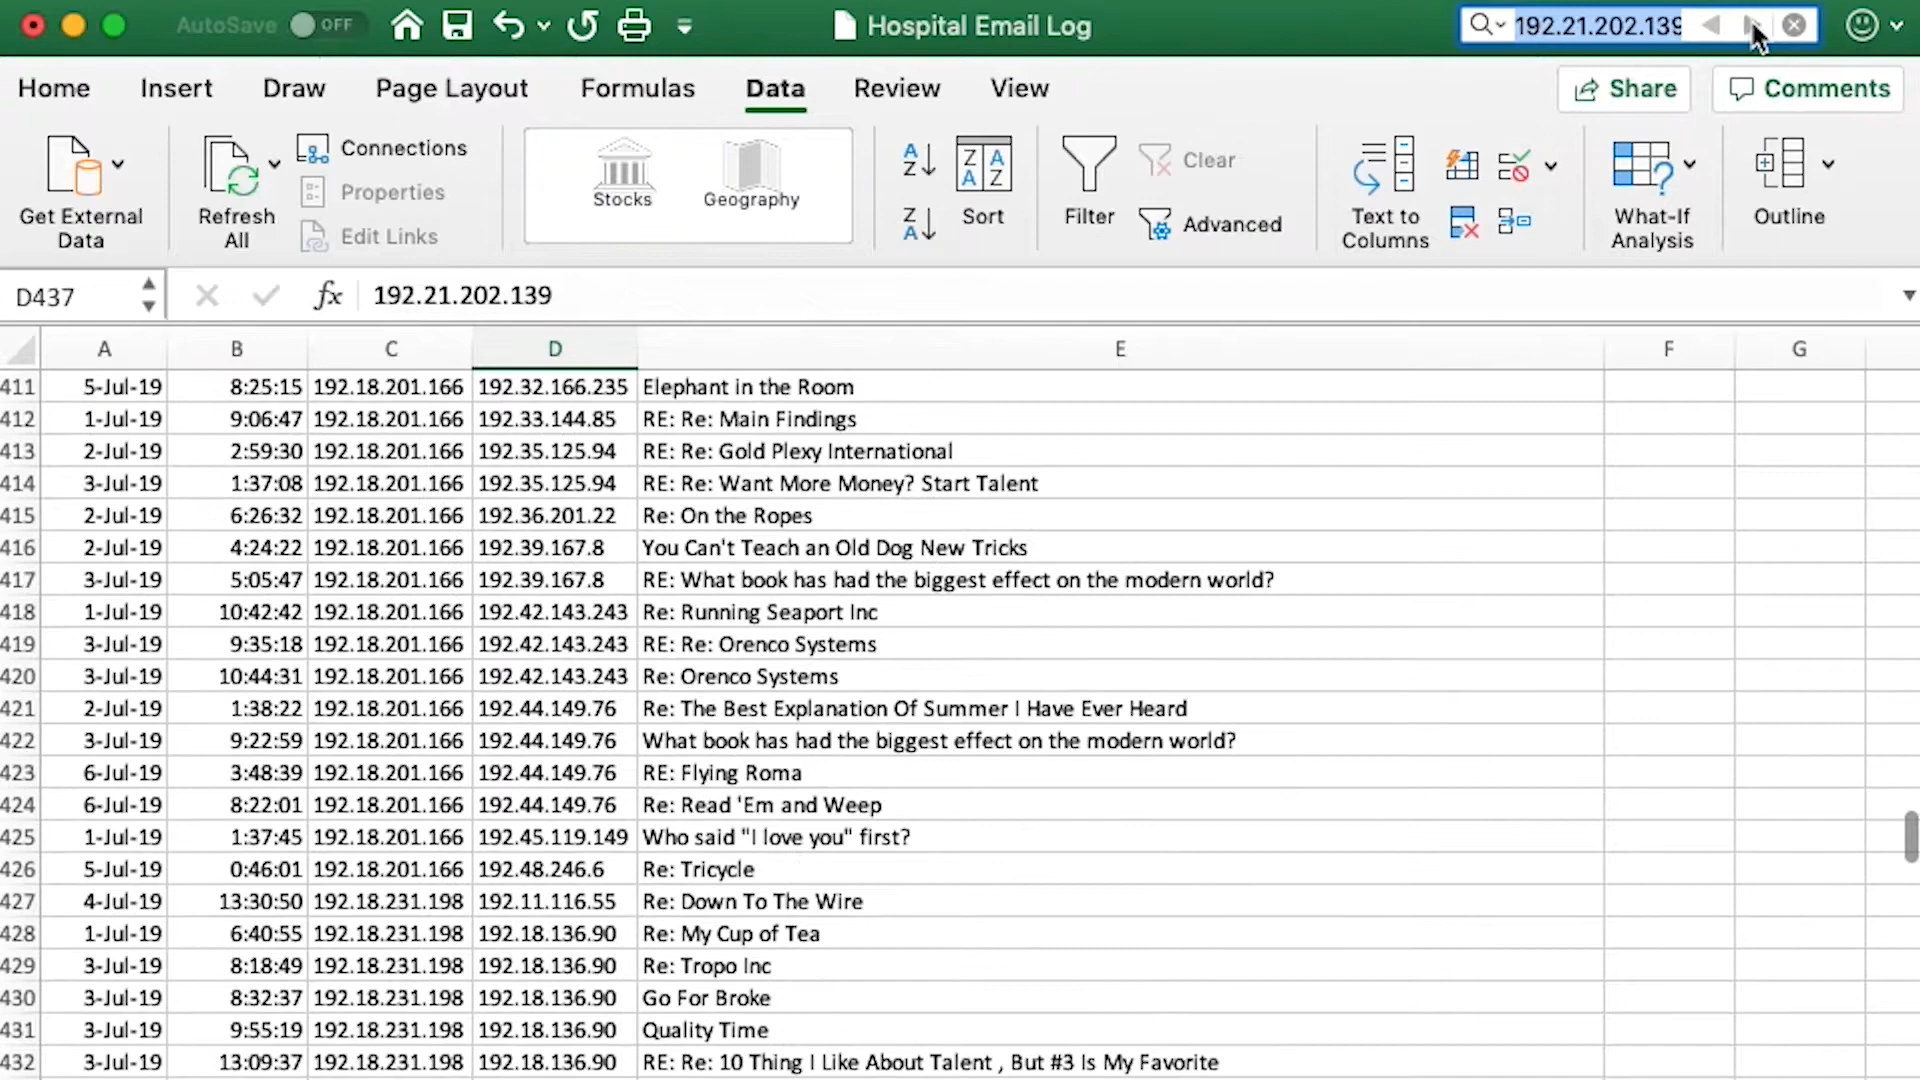 AutoSave OFF Hospital Email Log 192.21.202.139
Home Insert Draw Page Layout Formulas Data Review View Share Comments
Get External Data
Refresh All
Connections
Properties
Edit Links
Stocks
Geography
Sort
Filter
Clear
Advanced
Text to Columns
What-If Analysis
Outline
D437 fx 192.21.202.139
A B C D E F G
411 5-Jul-19 8:25:15 192.18.201.166 192.32.166.235 Elephant in the Room
412 1-Jul-19 9:06:47 192.18.201.166 192.33.144.85 RE: Re: Main Findings
413 2-Jul-19 2:59:30 192.18.201.166 192.35.125.94 RE: Re: Gold Plexy International
414 3-Jul-19 1:37:08 192.18.201.166 192.35.125.94 RE: Re: Want More Money? Start Talent
415 2-Jul-19 6:26:32 192.18.201.166 192.36.201.22 Re: On the Ropes
416 2-Jul-19 4:24:22 192.18.201.166 192.39.167.8 You Can't Teach an Old Dog New Tricks
417 3-Jul-19 5:05:47 192.18.201.166 192.39.167.8 RE: What book has had the biggest effect on the modern world?
418 1-Jul-19 10:42:42 192.18.201.166 192.42.143.243 Re: Running Seaport Inc
419 3-Jul-19 9:35:18 192.18.201.166 192.42.143.243 RE: Re: Orenco Systems
420 3-Jul-19 10:44:31 192.18.201.166 192.42.143.243 Re: Orenco Systems
421 2-Jul-19 1:38:22 192.18.201.166 192.44.149.76 Re: The Best Explanation Of Summer I Have Ever Heard
422 3-Jul-19 9:22:59 192.18.201.166 192.44.149.76 What book has had the biggest effect on the modern world?
423 6-Jul-19 3:48:39 192.18.201.166 192.44.149.76 RE: Flying Roma
424 6-Jul-19 8:22:01 192.18.201.166 192.44.149.76 Re: Read 'Em and Weep
425 1-Jul-19 1:37:45 192.18.201.166 192.45.119.149 Who said "I love you" first?
426 5-Jul-19 0:46:01 192.18.201.166 192.48.246.6 Re: Tricycle
427 4-Jul-19 13:30:50 192.18.231.198 192.11.116.55 Re: Down To The Wire
428 1-Jul-19 6:40:55 192.18.231.198 192.18.136.90 Re: My Cup of Tea
429 3-Jul-19 8:18:49 192.18.231.198 192.18.136.90 Re: Tropo Inc
430 3-Jul-19 8:32:37 192.18.231.198 192.18.136.90 Go For Broke
431 3-Jul-19 9:55:19 192.18.231.198 192.18.136.90 Quality Time
432 3-Jul-19 13:09:37 192.18.231.198 192.18.136.90 RE: Re: 10 Thing I Like About Talent , But #3 Is My Favorite